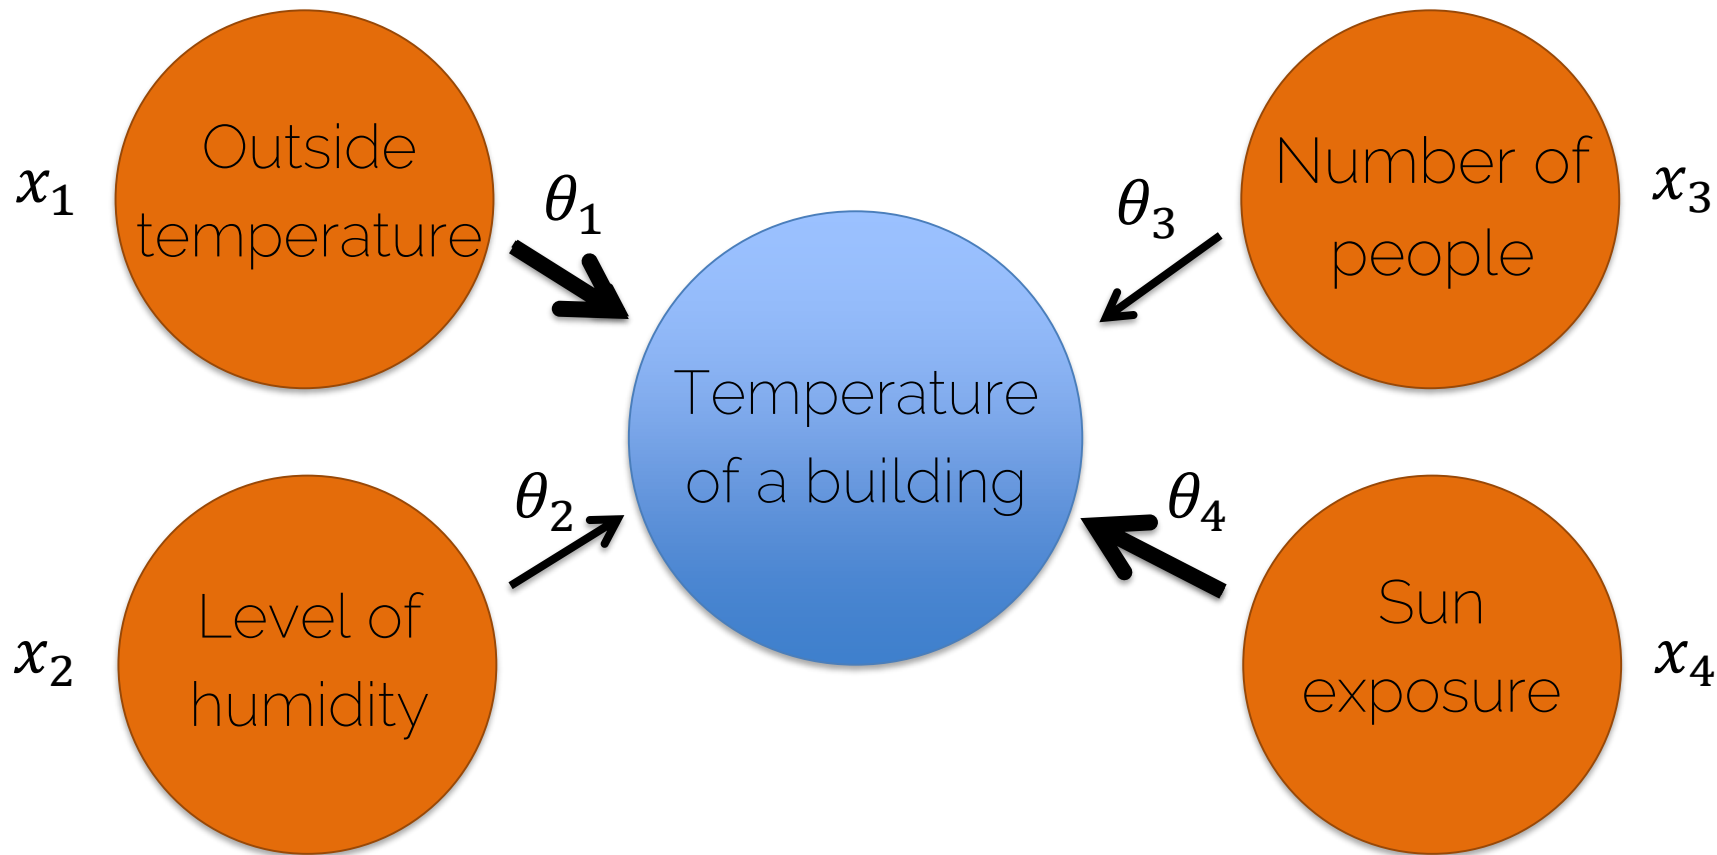 x₁
Outside
temperature
θ₁
θ₃
Number of
people
x₃
Temperature
of a building
x₂
Level of
humidity
θ₂
θ₄
Sun
exposure
x₄